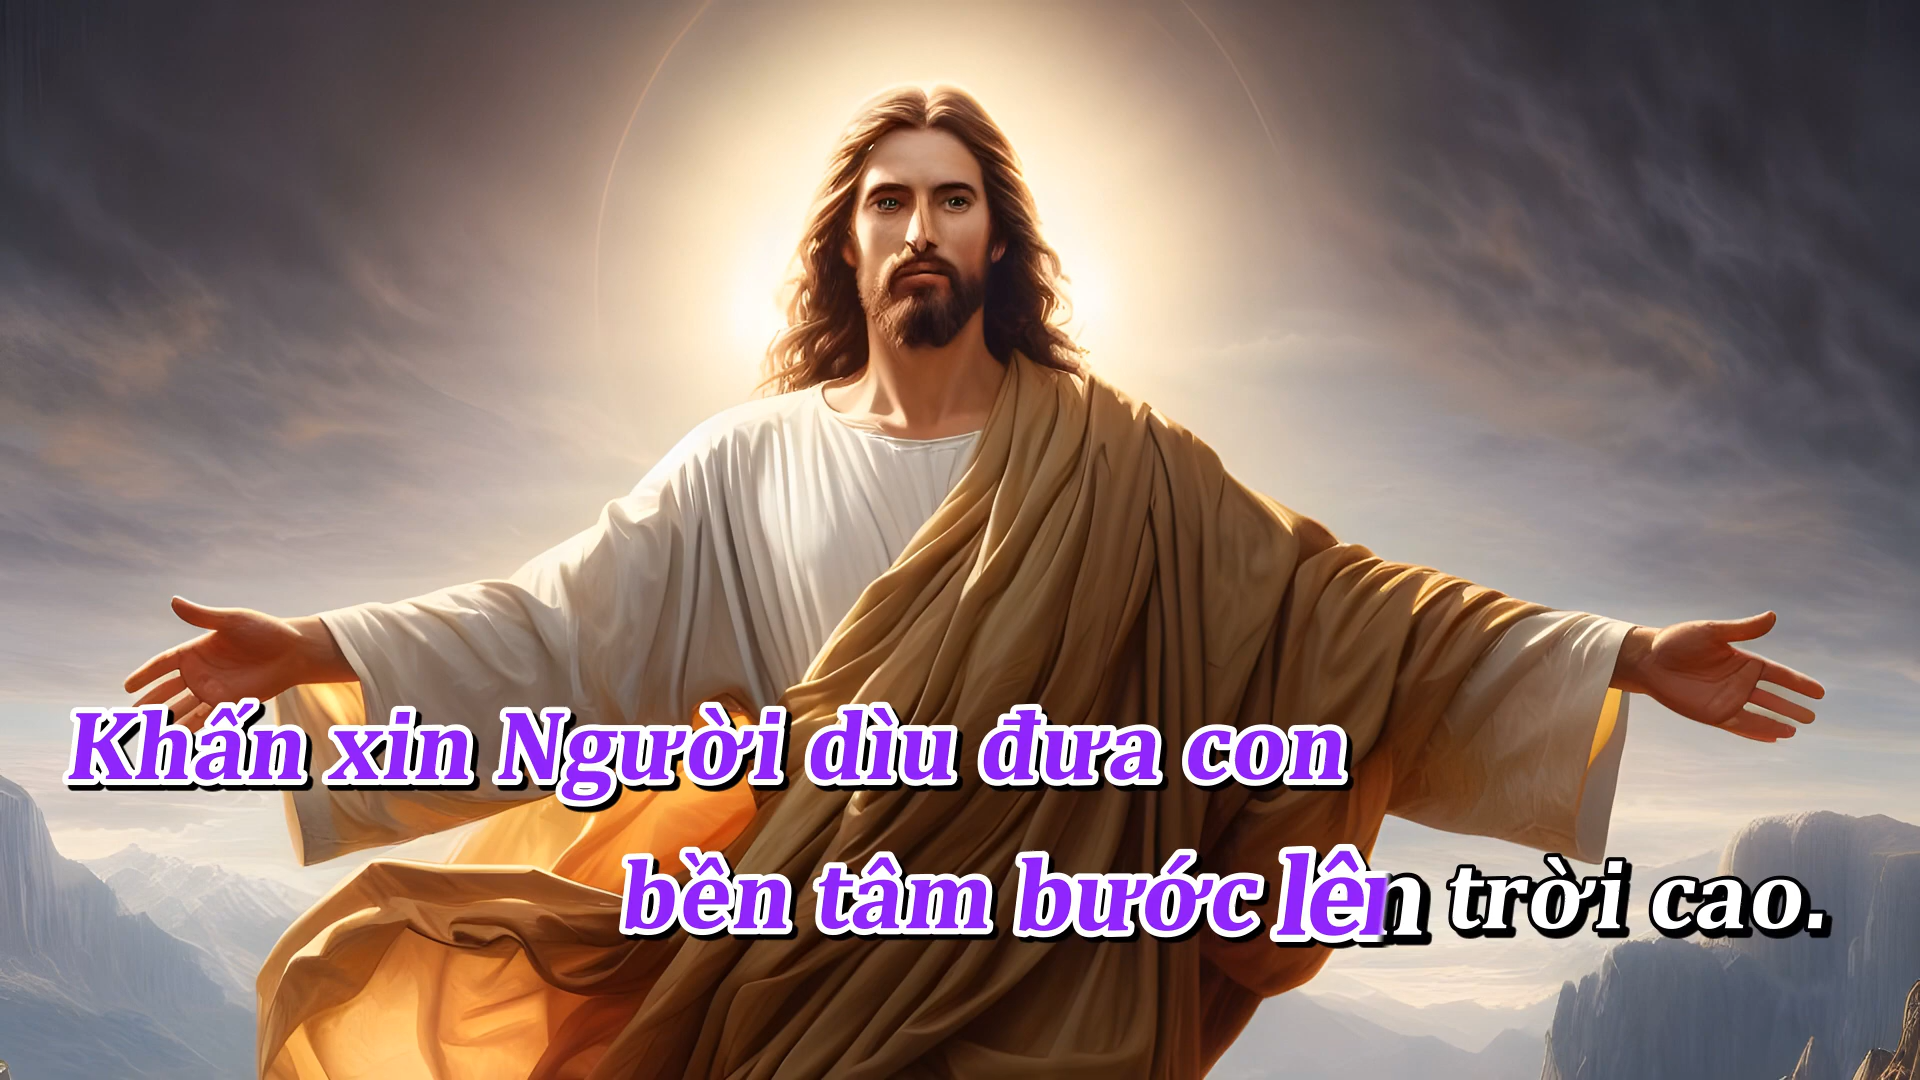 Khấn xin Người dìu đưa con
bền tâm bước lên trời cao.